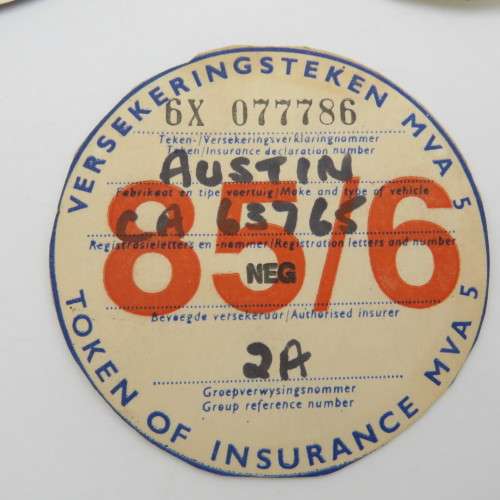 VERSEKERINGSTEKEN MVA 5
6X 077786
Teken-/Versekeringsverklaringnommer
Token/Insurance declaration number
AUSTIN
Fabrikaat en tipe voertuig/Make and type of vehicle
CA 63765
Registrasieletters en -nommer/Registration letters and number
85/6
NEG
Bevoegde versekeraar/Authorised insurer
2A
Groepverwysingsnommer
Group reference number
TOKEN OF INSURANCE MVA 5